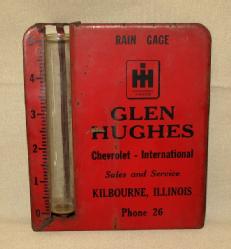 RAIN GAGE
IH
GLEN
HUGHES
Chevrolet - International
Sales and Service
KILBOURNE, ILLINOIS
Phone 26
5
4
3
2
1
0